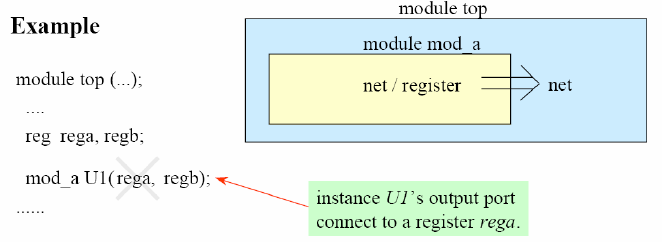 Example
module top (...);
....
reg rega, regb;
mod_a U1( rega, regb);
......
module top
module mod_a
net / register
net
instance U1's output port
connect to a register rega.